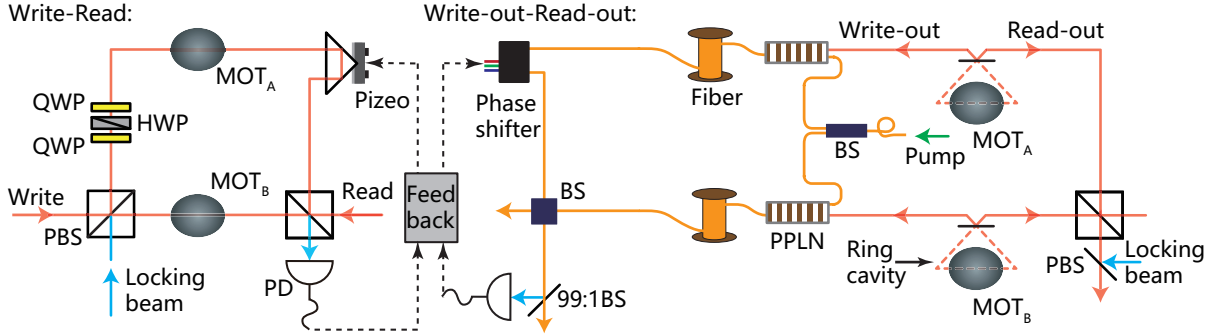 Write-Read:
Write-out-Read-out:
MOT_A
Pizeo
QWP
HWP
QWP
MOT_B
Write
Read
PBS
Locking
beam
PD
Feed
back
Phase
shifter
Fiber
Write-out
Read-out
MOT_A
BS
Pump
BS
PPLN
Ring
cavity
MOT_B
PBS
Locking
beam
99:1BS